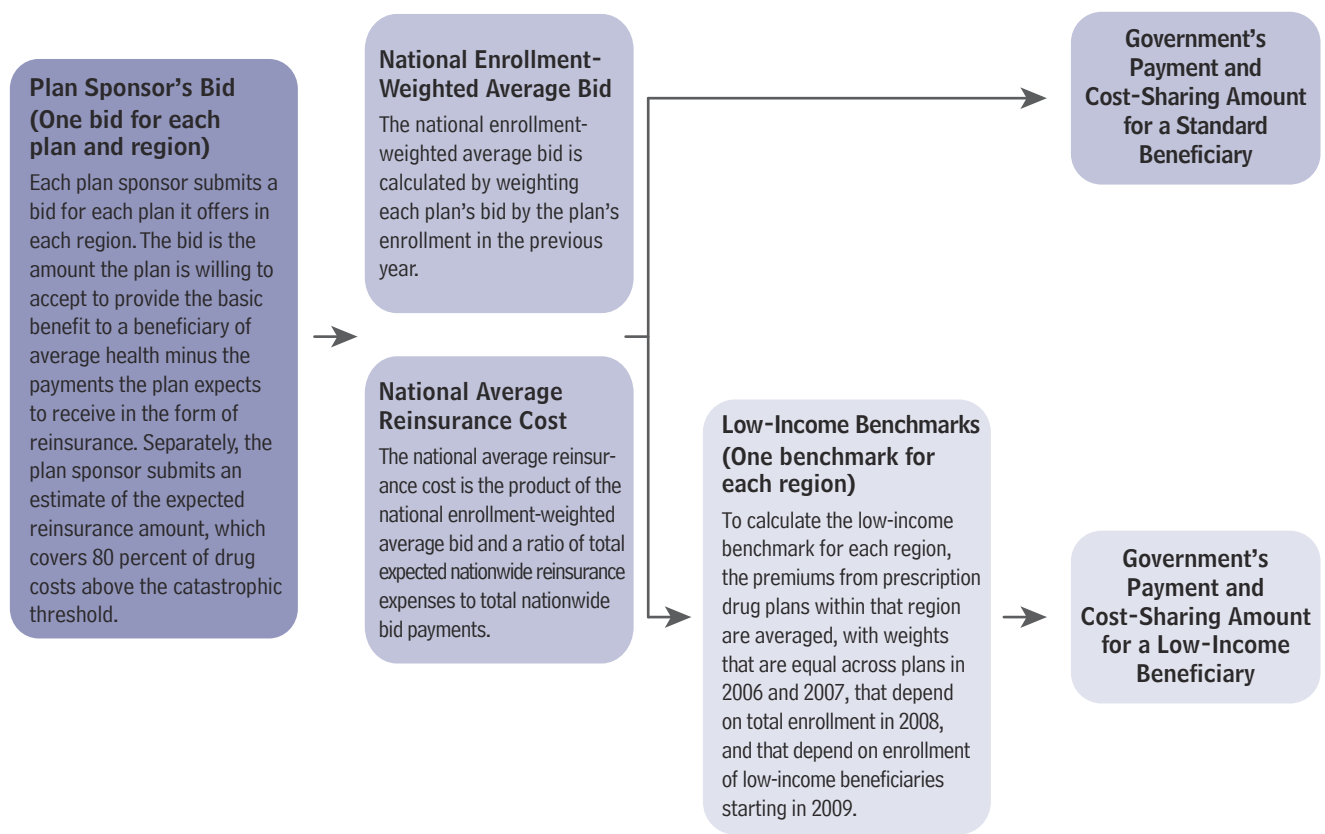 Plan Sponsor’s Bid
(One bid for each
plan and region)
Each plan sponsor submits a
bid for each plan it offers in
each region. The bid is the
amount the plan is willing to
accept to provide the basic
benefit to a beneficiary of
average health minus the
payments the plan expects
to receive in the form of
reinsurance. Separately, the
plan sponsor submits an
estimate of the expected
reinsurance amount, which
covers 80 percent of drug
costs above the catastrophic
threshold.
National Enrollment-
Weighted Average Bid
The national enrollment-
weighted average bid is
calculated by weighting
each plan’s bid by the plan’s
enrollment in the previous
year.
National Average
Reinsurance Cost
The national average reinsur-
ance cost is the product of the
national enrollment-weighted
average bid and a ratio of total
expected nationwide reinsurance
expenses to total nationwide
bid payments.
Low-Income Benchmarks
(One benchmark for
each region)
To calculate the low-income
benchmark for each region,
the premiums from prescription
drug plans within that region
are averaged, with weights
that are equal across plans in
2006 and 2007, that depend
on total enrollment in 2008,
and that depend on enrollment
of low-income beneficiaries
starting in 2009.
Government’s
Payment and
Cost-Sharing Amount
for a Standard
Beneficiary
Government’s
Payment and
Cost-Sharing Amount
for a Low-Income
Beneficiary